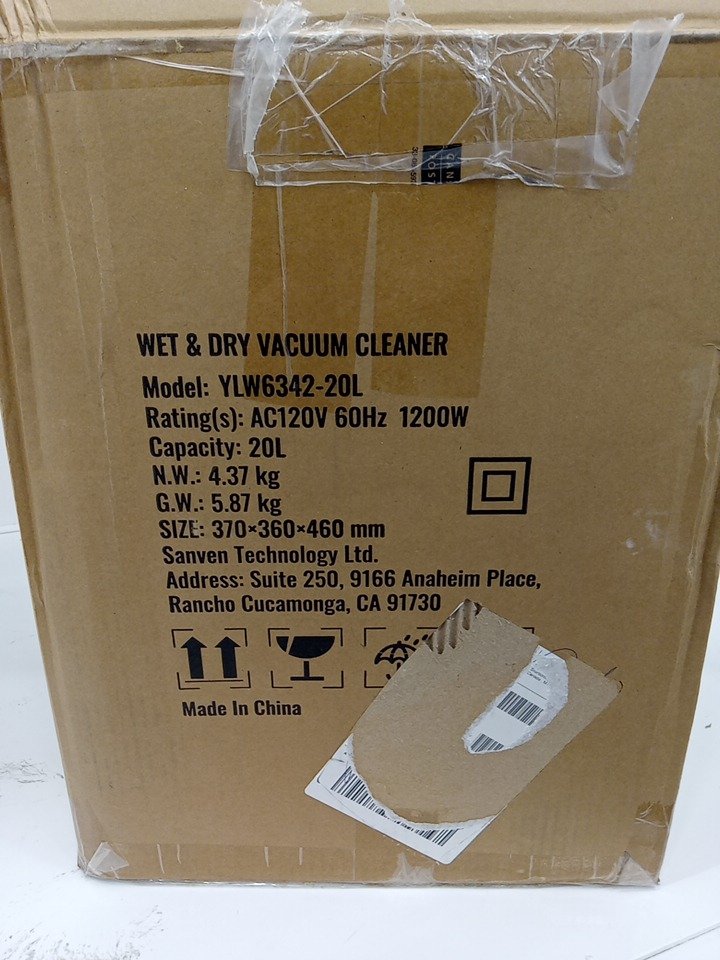 WET & DRY VACUUM CLEANER
Model: YLW6342-20L
Rating(s): AC120V 60Hz 1200W
Capacity: 20L
N.W.: 4.37 kg
G.W.: 5.87 kg
SIZE: 370×360×460 mm
Sanven Technology Ltd.
Address: Suite 250, 9166 Anaheim Place,
Rancho Cucamonga, CA 91730
Made In China